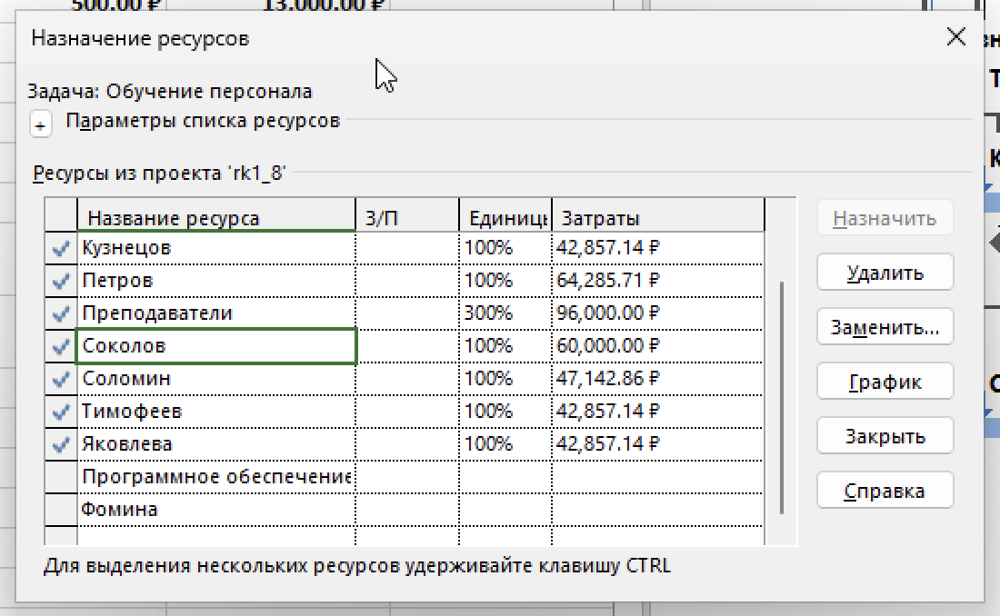 500.00 ₽ 13.000.00 ₽
Назначение ресурсов
Задача: Обучение персонала
+ Параметры списка ресурсов
Ресурсы из проекта 'rk1_8'
Название ресурса З/П Единиць Затраты
Кузнецов 100% 42,857.14 ₽
Петров 100% 64,285.71 ₽
Преподаватели 300% 96,000.00 ₽
Соколов 100% 60,000.00 ₽
Соломин 100% 47,142.86 ₽
Тимофеев 100% 42,857.14 ₽
Яковлева 100% 42,857.14 ₽
Программное обеспечение
Фомина
Назначить
Удалить
Заменить...
График
Закрыть
Справка
Для выделения нескольких ресурсов удерживайте клавишу CTRL